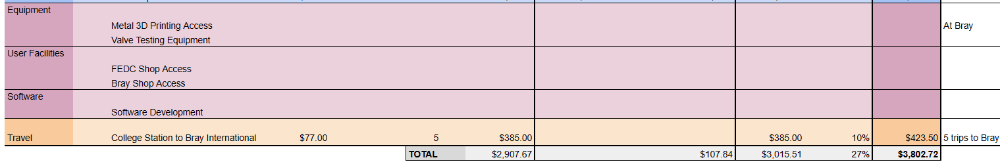 Equipment
Metal 3D Printing Access At Bray
Valve Testing Equipment
User Facilities
FEDC Shop Access
Bray Shop Access
Software
Software Development
Travel College Station to Bray International $77.00 5 $385.00 $385.00 10% $423.50 5 trips to Bray
TOTAL $2,907.67 $107.84 $3,015.51 27% $3,802.72